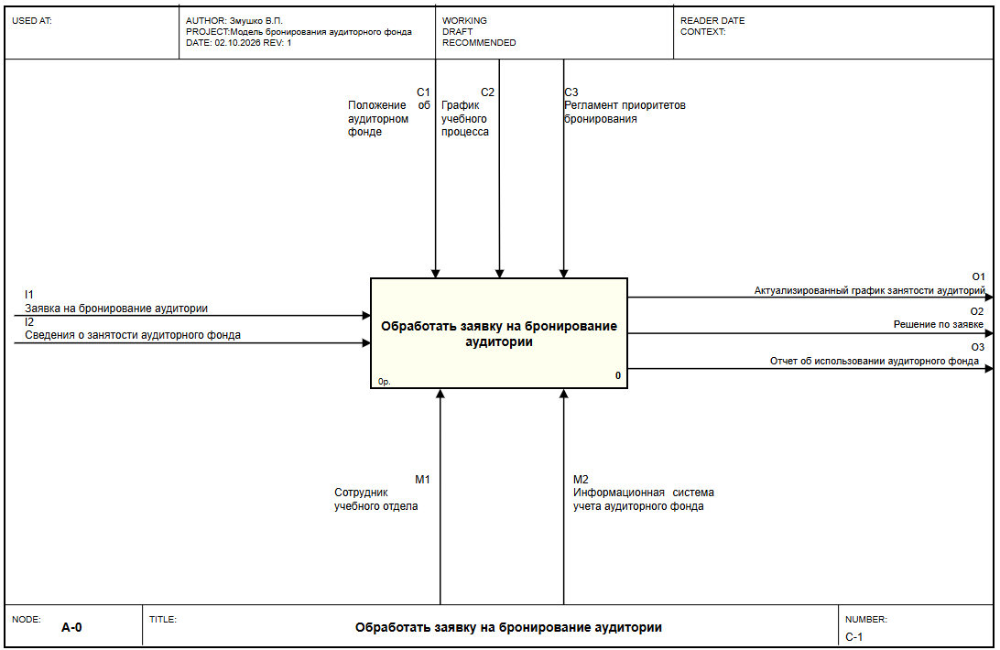 USED AT:
AUTHOR: Змушко В.П.
PROJECT:Модель бронирования аудиторного фонда
DATE: 02.10.2026 REV: 1
WORKING
DRAFT
RECOMMENDED
READER DATE
CONTEXT:
C1
Положение об
аудиторном
фонде
C2
График
учебного
процесса
C3
Регламент приоритетов
бронирования
I1
Заявка на бронирование аудитории
I2
Сведения о занятости аудиторного фонда
Обработать заявку на бронирование
аудитории
0р.
0
O1
Актуализированный график занятости аудиторий
O2
Решение по заявке
O3
Отчет об использовании аудиторного фонда
M1
Сотрудник
учебного отдела
M2
Информационная система
учета аудиторного фонда
NODE:
A-0
TITLE:
Обработать заявку на бронирование аудитории
NUMBER:
C-1